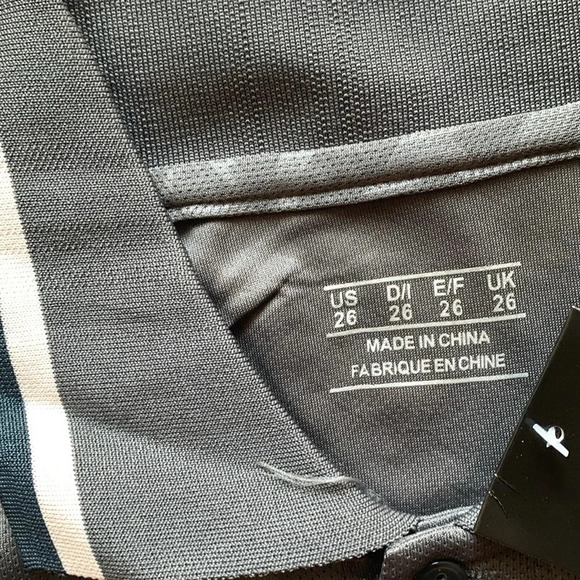 US D/I E/F UK
26 26 26 26
MADE IN CHINA
FABRIQUE EN CHINE